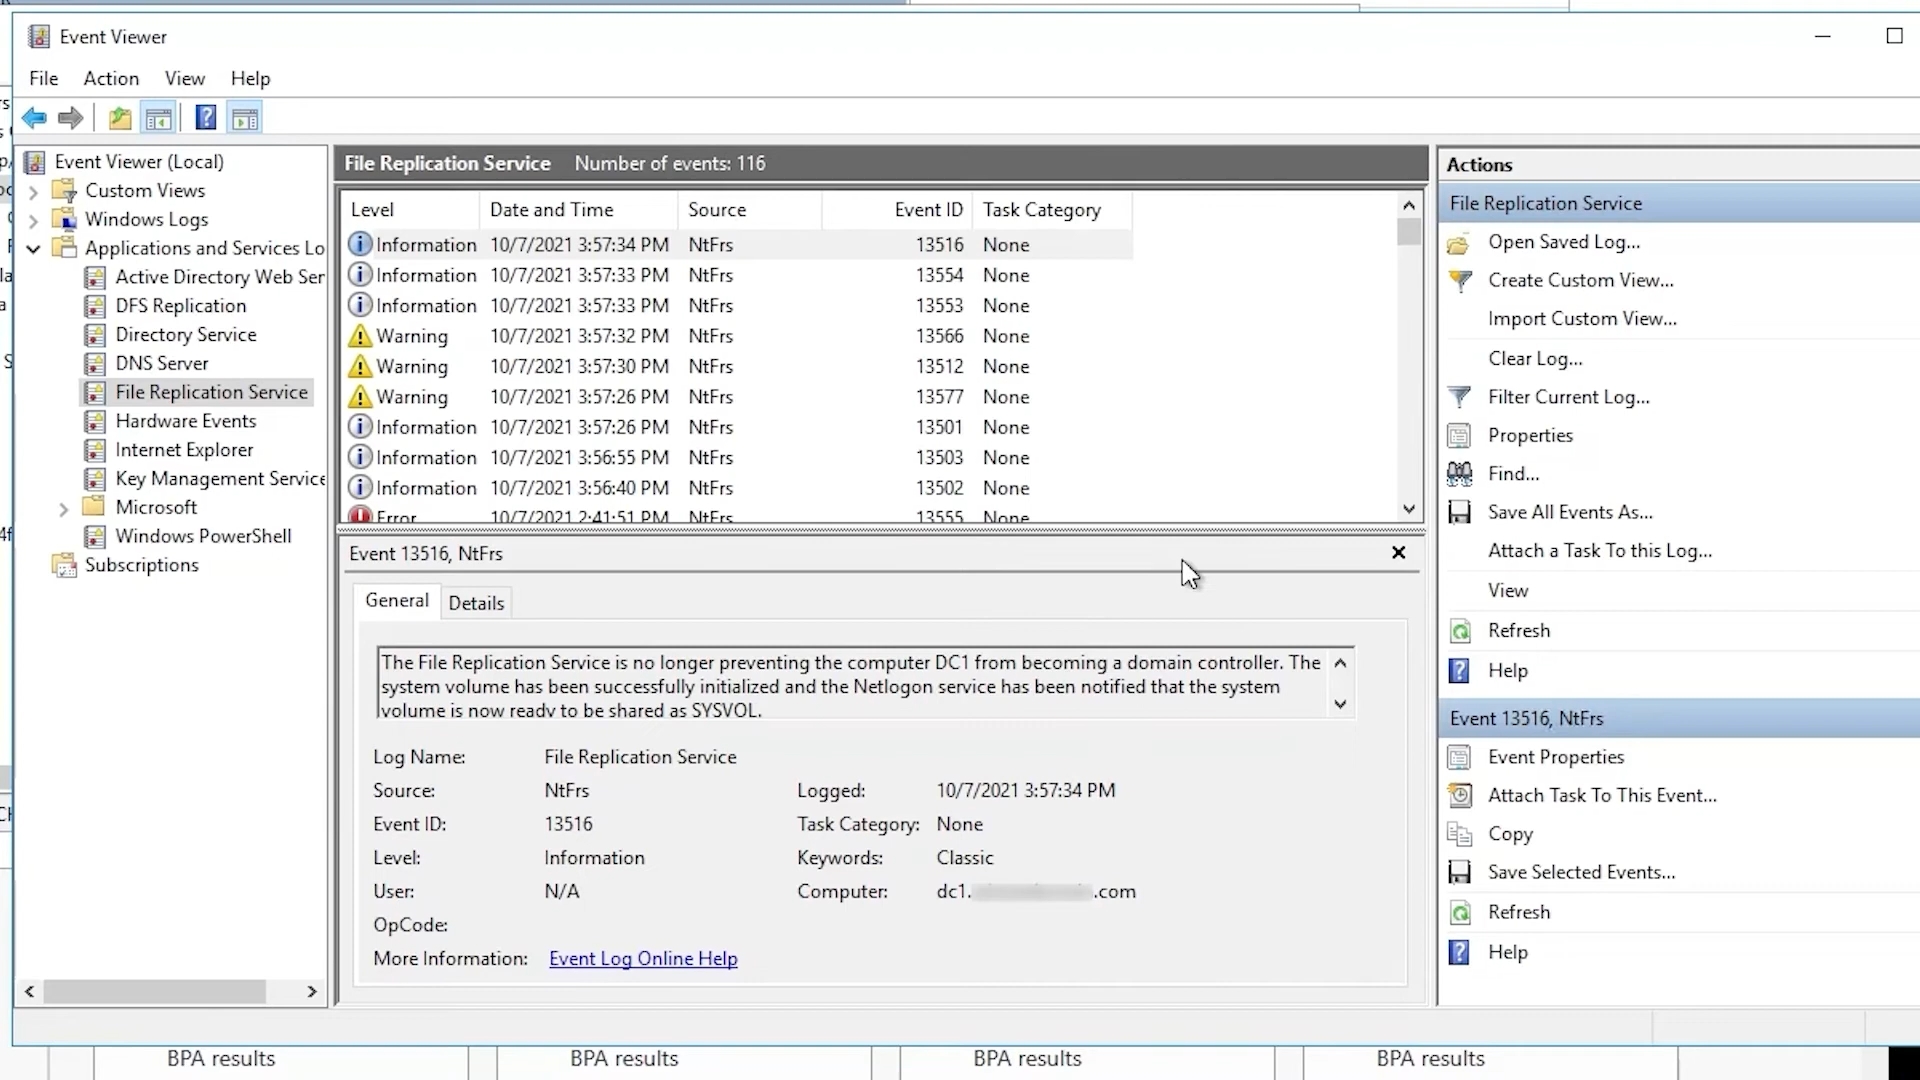 Event Viewer
File Action View Help
Event Viewer (Local)
Custom Views
Windows Logs
Applications and Services Lo
Active Directory Web Ser
DFS Replication
Directory Service
DNS Server
File Replication Service
Hardware Events
Internet Explorer
Key Management Service
Microsoft
Windows PowerShell
Subscriptions
File Replication Service Number of events: 116
Level Date and Time Source Event ID Task Category
Information 10/7/2021 3:57:34 PM NtFrs 13516 None
Information 10/7/2021 3:57:33 PM NtFrs 13554 None
Information 10/7/2021 3:57:33 PM NtFrs 13553 None
Warning 10/7/2021 3:57:32 PM NtFrs 13566 None
Warning 10/7/2021 3:57:30 PM NtFrs 13512 None
Warning 10/7/2021 3:57:26 PM NtFrs 13577 None
Information 10/7/2021 3:57:26 PM NtFrs 13501 None
Information 10/7/2021 3:56:55 PM NtFrs 13503 None
Information 10/7/2021 3:56:40 PM NtFrs 13502 None
Error 10/7/2021 2:41:51 PM NtFrs 13555 None
Event 13516, NtFrs
General Details
The File Replication Service is no longer preventing the computer DC1 from becoming a domain controller. The
system volume has been successfully initialized and the Netlogon service has been notified that the system
volume is now ready to be shared as SYSVOL.
Log Name: File Replication Service
Source: NtFrs Logged: 10/7/2021 3:57:34 PM
Event ID: 13516 Task Category: None
Level: Information Keywords: Classic
User: N/A Computer: dc1. .com
OpCode:
More Information: Event Log Online Help
Actions
File Replication Service
Open Saved Log...
Create Custom View...
Import Custom View...
Clear Log...
Filter Current Log...
Properties
Find...
Save All Events As...
Attach a Task To this Log...
View
Refresh
Help
Event 13516, NtFrs
Event Properties
Attach Task To This Event...
Copy
Save Selected Events...
Refresh
Help
BPA results BPA results BPA results BPA results